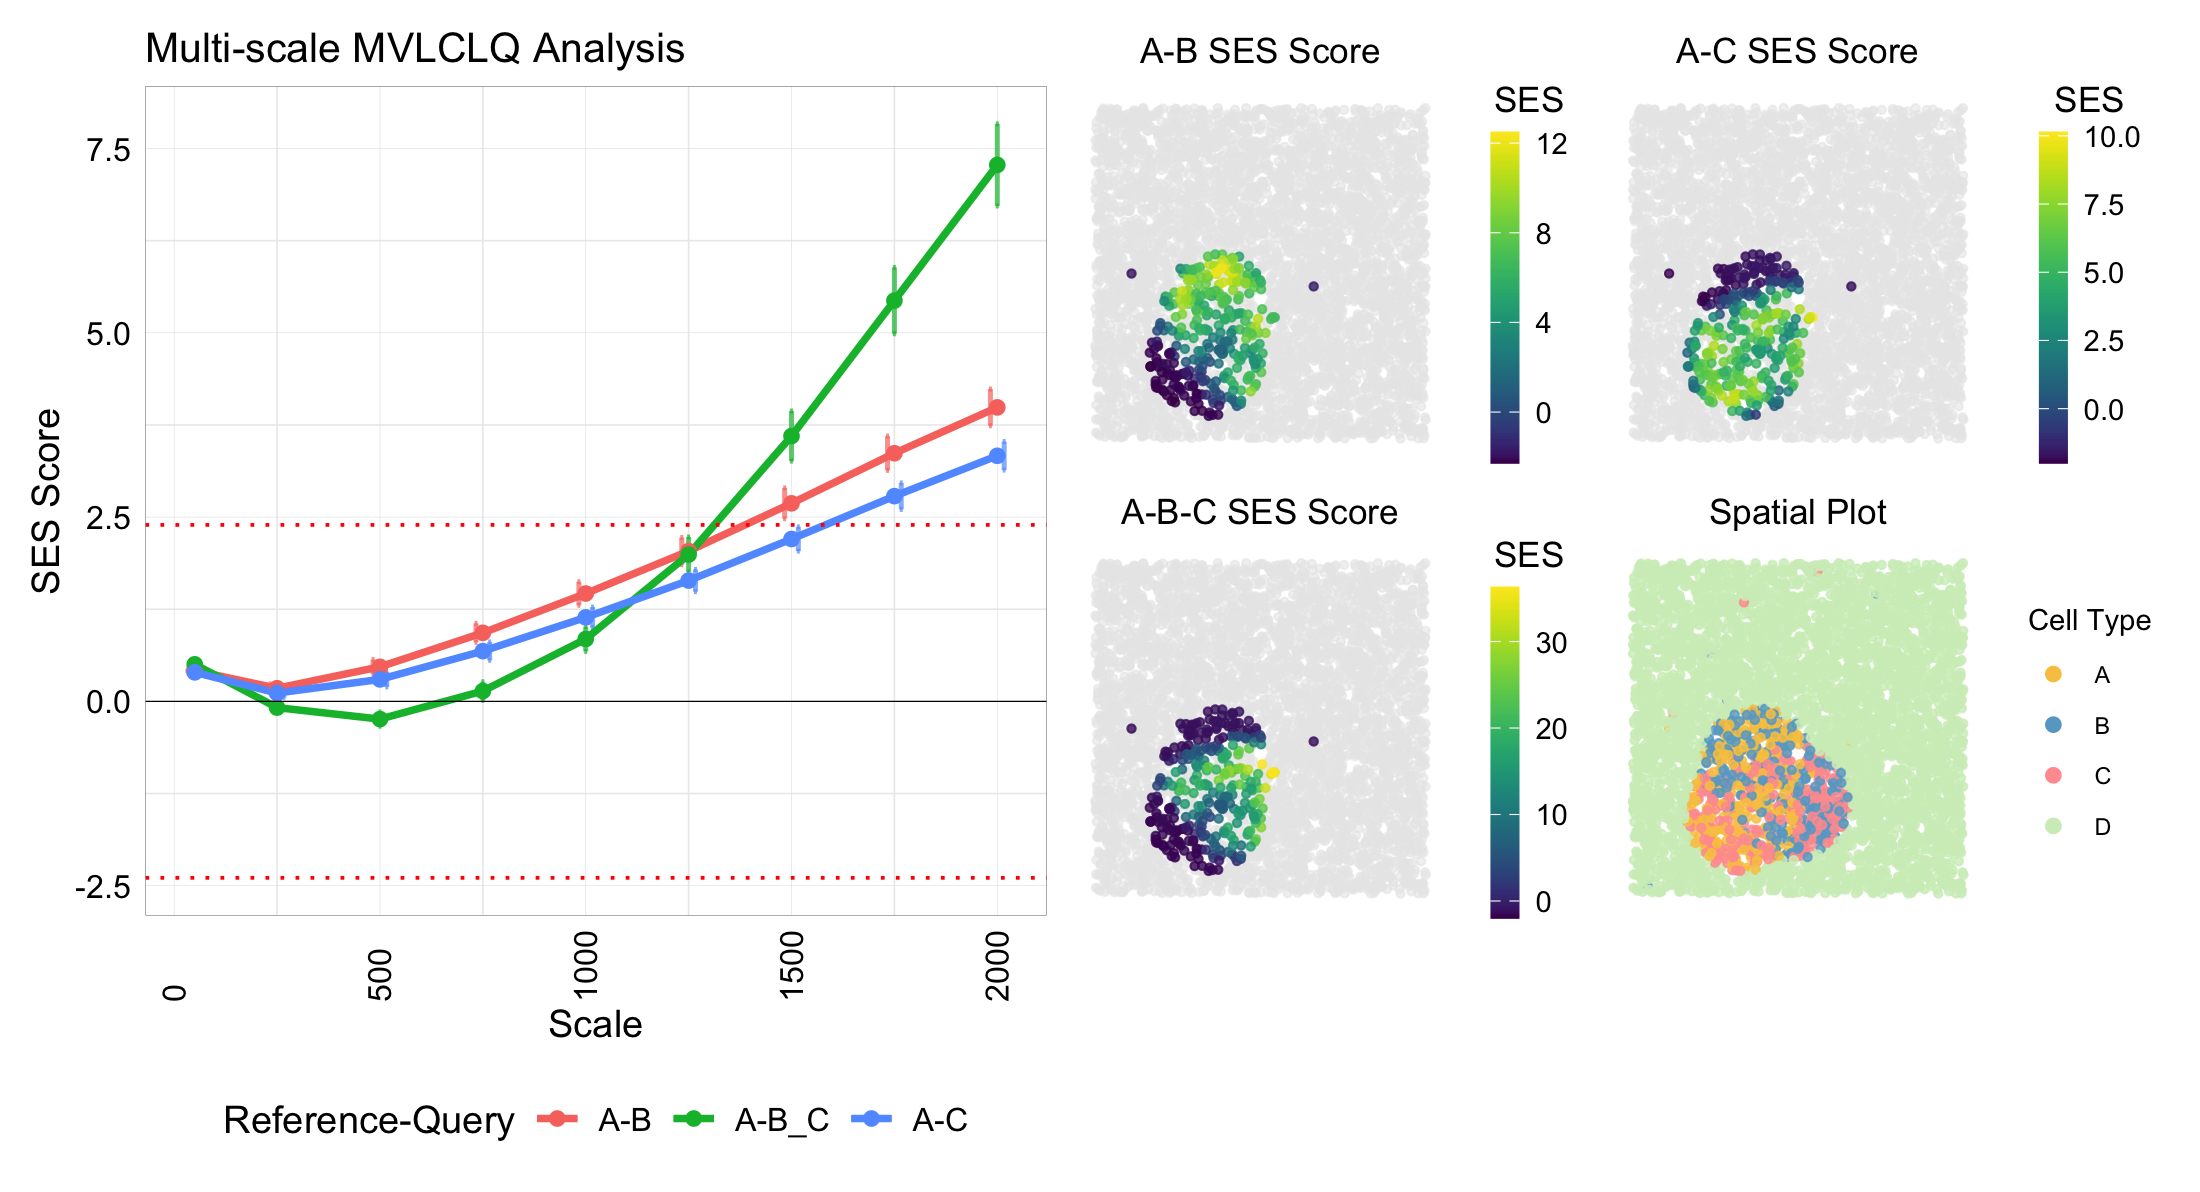 Multi-scale MVLCLQ Analysis
7.5
5.0
2.5
0.0
-2.5
SES Score
0
500
1000
1500
2000
Scale
Reference-Query A-B A-B_C A-C
A-B SES Score
SES
12
8
4
0
A-C SES Score
SES
10.0
7.5
5.0
2.5
0.0
A-B-C SES Score
SES
30
20
10
0
Spatial Plot
Cell Type
A
B
C
D